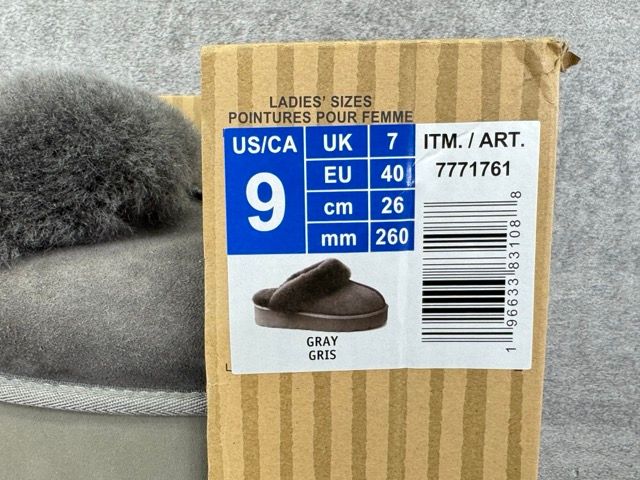 LADIES' SIZES
POINTURES POUR FEMME
US/CA
9
UK 7
EU 40
cm 26
mm 260
ITM. / ART.
7771761
1 96633 83108 8
GRAY
GRIS